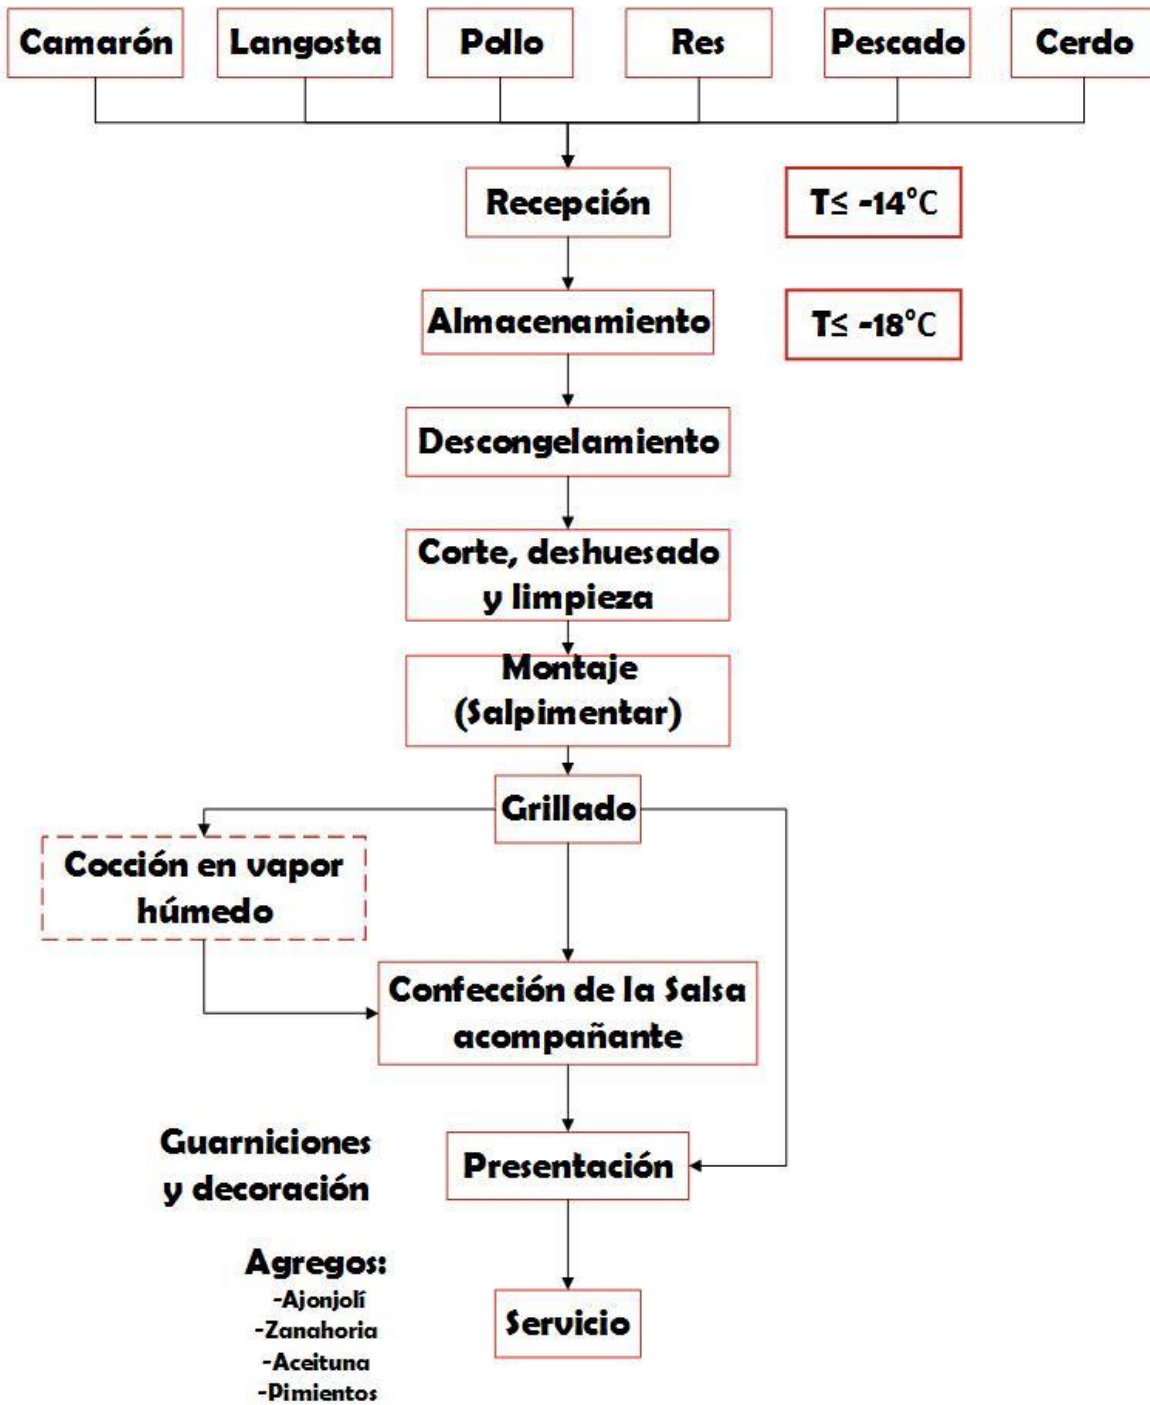 Camarón
Langosta
Pollo
Res
Pescado
Cerdo
Recepción
T≤ -14°C
Almacenamiento
T≤ -18°C
Descongelamiento
Corte, deshuesado
y limpieza
Montaje
(Salpimentar)
Grillado
Cocción en vapor
húmedo
Confección de la Salsa
acompañante
Guarniciones
y decoración
Presentación
Agregos:
-Ajonjolí
-Zanahoria
-Aceituna
-Pimientos
Servicio